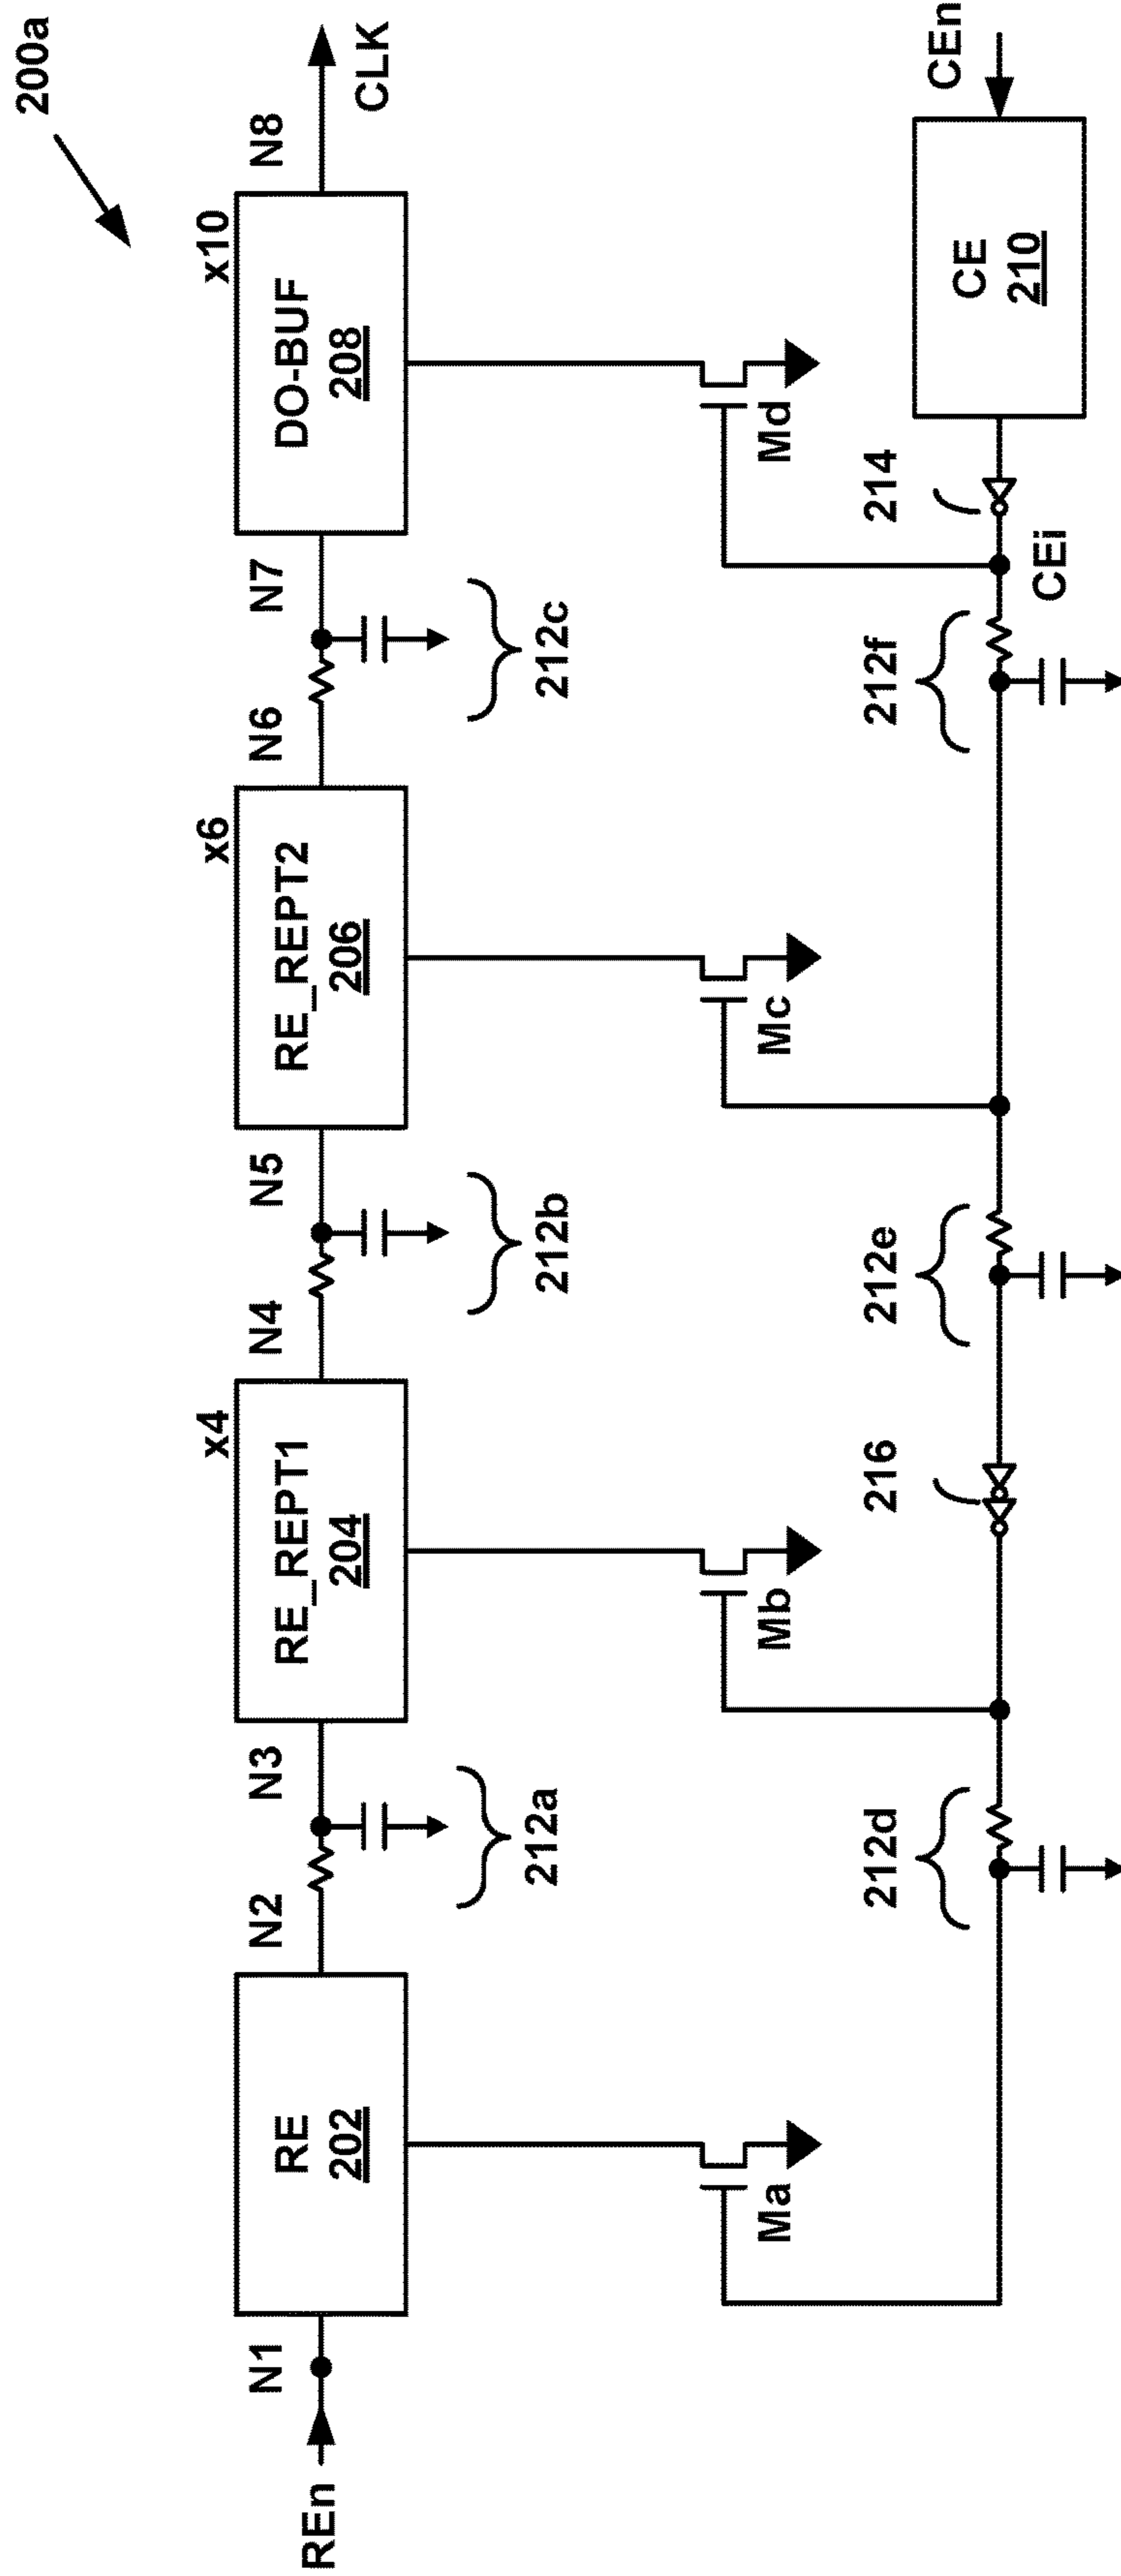 200a
x4
x6
x10
REn
N1
RE
202
N2
N3
RE_REPT1
204
N4
N5
RE_REPT2
206
N6
N7
DO-BUF
208
N8
CLK
212a
212b
212c
Ma
Mb
Mc
Md
212d
216
212e
212f
214
CEi
CE
210
CEn